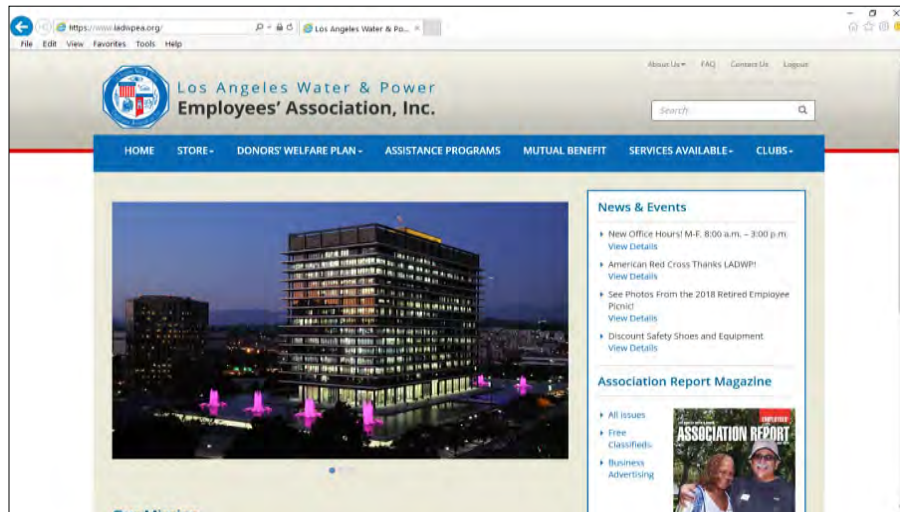 https://www.ladwpea.org/
Los Angeles Water & Po...
File Edit View Favorites Tools Help
About Us FAQ Contact Us Logout
Los Angeles Water & Power
Employees' Association, Inc.
Search
HOME STORE DONORS' WELFARE PLAN ASSISTANCE PROGRAMS MUTUAL BENEFIT SERVICES AVAILABLE CLUBS
News & Events
New Office Hours! M-F. 8:00 a.m. – 3:00 p.m.
View Details
American Red Cross Thanks LADWP!
View Details
See Photos From the 2018 Retired Employee
Picnic!
View Details
Discount Safety Shoes and Equipment
View Details
Association Report Magazine
All issues
Free
Classifieds
Business
Advertising
EMPLOYEES'
ASSOCIATION REPORT